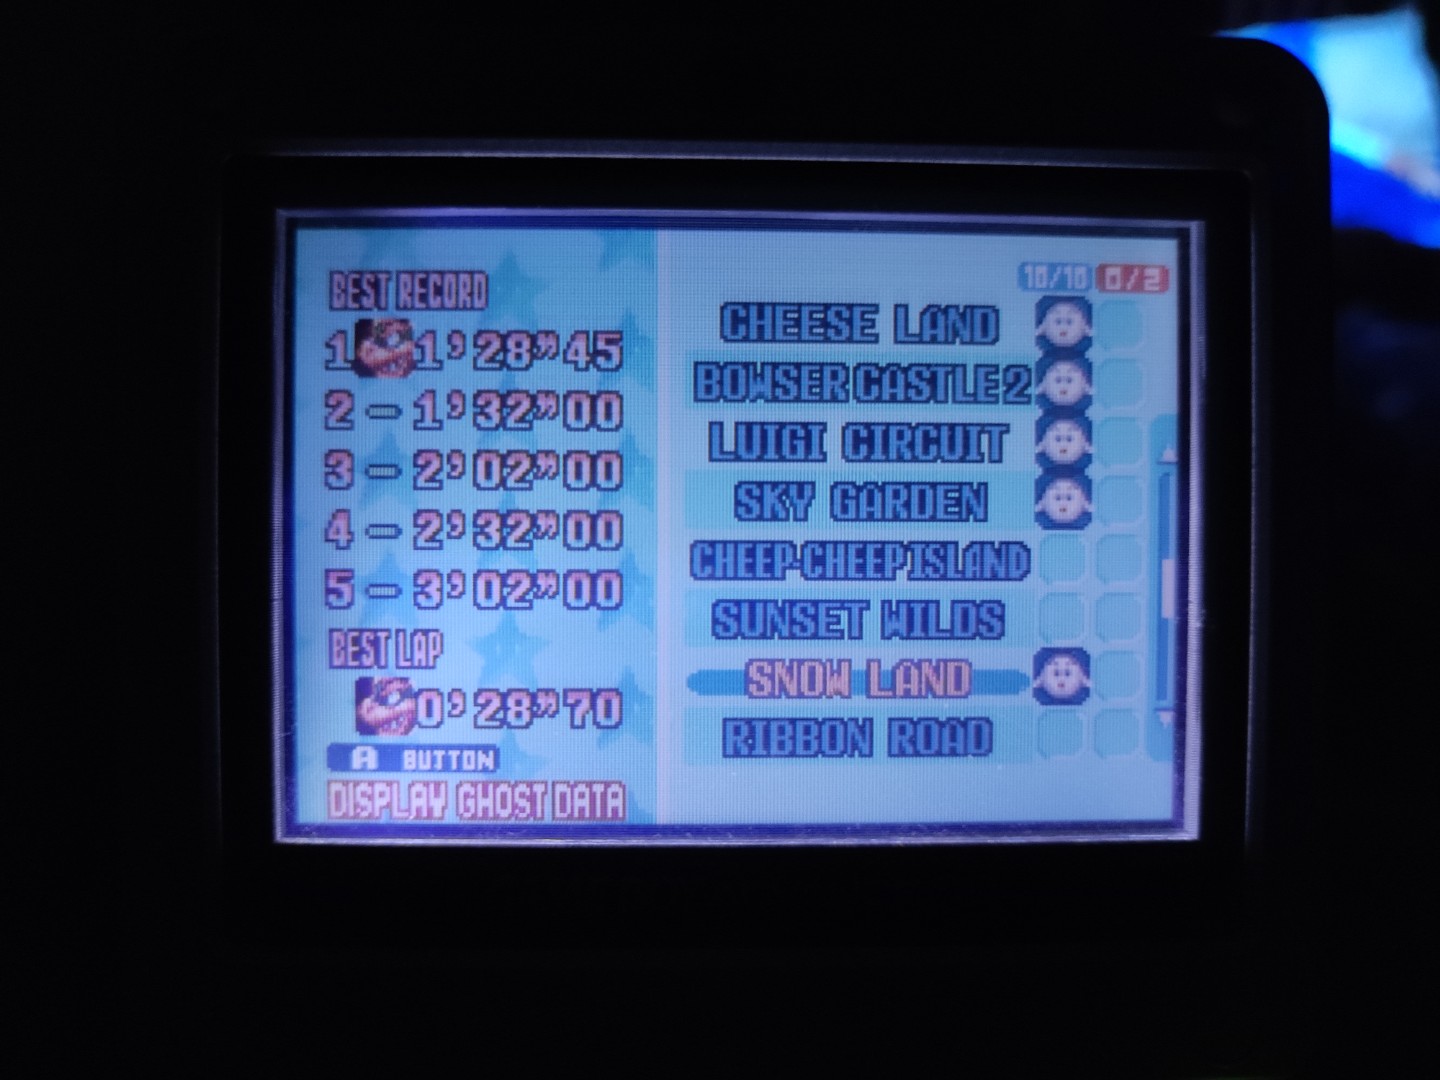 BEST RECORD
1 1'28"45
2 - 1'32"00
3 - 2'02"00
4 - 2'32"00
5 - 3'02"00
BEST LAP
0'28"70
A BUTTON
DISPLAY GHOST DATA
10/10 0/2
CHEESE LAND
BOWSER CASTLE 2
LUIGI CIRCUIT
SKY GARDEN
CHEEP-CHEEP ISLAND
SUNSET WILDS
SNOW LAND
RIBBON ROAD